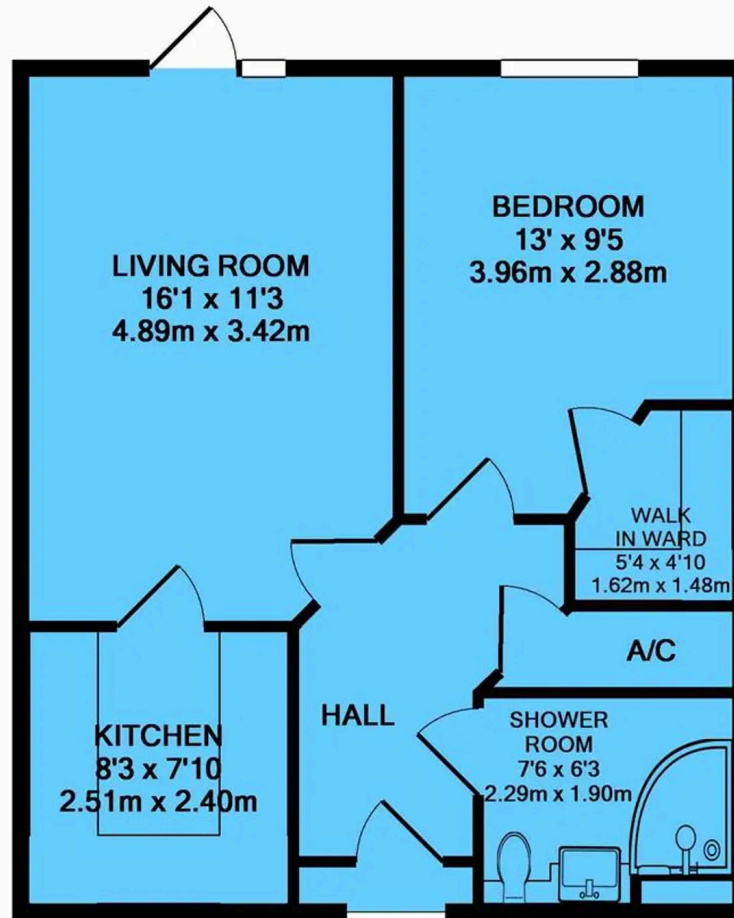 LIVING ROOM
16'1 x 11'3
4.89m x 3.42m
BEDROOM
13' x 9'5
3.96m x 2.88m
WALK
IN WARD
5'4 x 4'10
1.62m x 1.48m
A/C
HALL
KITCHEN
8'3 x 7'10
2.51m x 2.40m
SHOWER
ROOM
7'6 x 6'3
2.29m x 1.90m